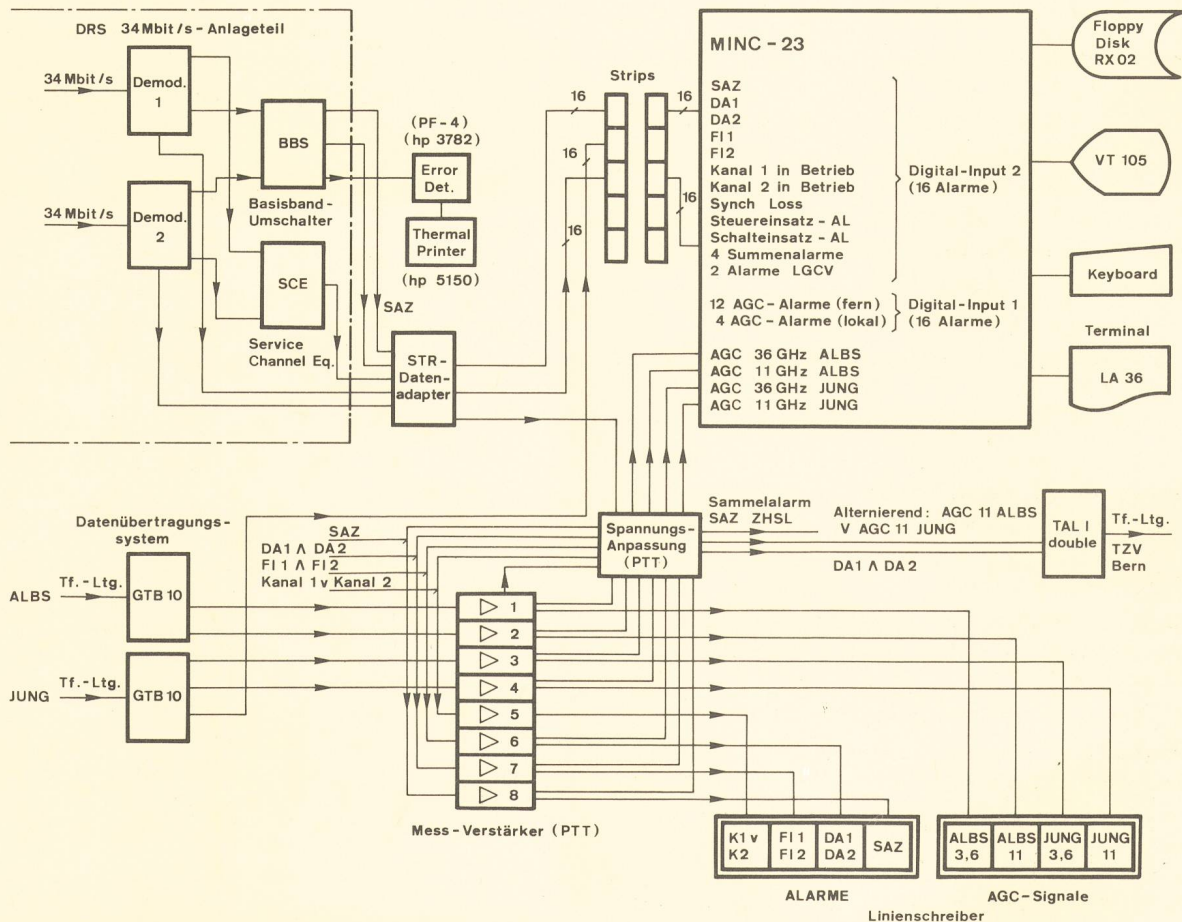 DRS 34 Mbit/s - Anlageteil
34 Mbit/s
Demod.
1
34 Mbit/s
Demod.
2
BBS
Basisband-
Umschalter
SCE
Service
Channel Eq.
(PF-4)
(hp 3782)
Error
Det.
Thermal
Printer
(hp 5150)
SAZ
STR-
Daten-
adapter
Strips
16
16
16
16
16
MINC - 23
SAZ
DA1
DA2
FI1
FI2
Kanal 1 in Betrieb
Kanal 2 in Betrieb
Synch Loss
Steuereinsatz - AL
Schalteinsatz - AL
4 Summenalarme
2 Alarme LGCV
Digital-Input 2
(16 Alarme)
12 AGC-Alarme (fern)
4 AGC-Alarme (lokal)
Digital-Input 1
(16 Alarme)
AGC 36 GHz ALBS
AGC 11 GHz ALBS
AGC 36 GHz JUNG
AGC 11 GHz JUNG
Floppy
Disk
RX02
VT 105
Keyboard
Terminal
LA 36
Datenübertragungs-
system
ALBS
Tf.-Ltg.
GTB 10
JUNG
Tf.-Ltg.
GTB 10
SAZ
DA1 Λ DA2
FI1 Λ FI2
Kanal 1 v Kanal 2
Spannungs-
Anpassung
(PTT)
Sammelalarm
SAZ ZHSL
Alternierend: AGC 11 ALBS
V AGC 11 JUNG
DA1 Λ DA2
TAL I
double
Tf.-Ltg.
TZV
Bern
1
2
3
4
5
6
7
8
Mess-Verstärker (PTT)
K1 v
K2
FI1
FI2
DA1
DA2
SAZ
ALARME
ALBS
3,6
ALBS
11
JUNG
3,6
JUNG
11
AGC-Signale
Linienschreiber